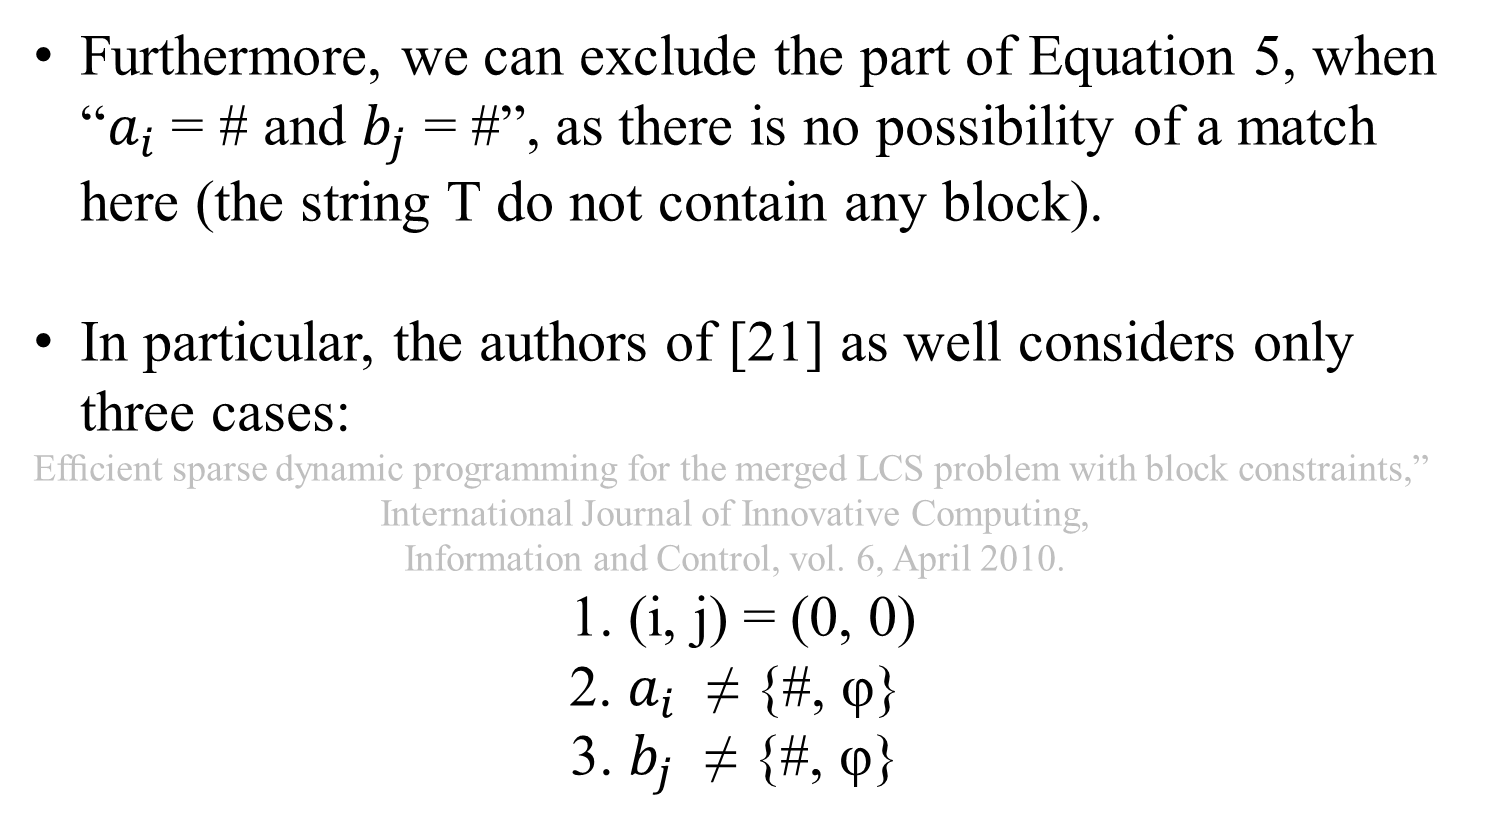 • Furthermore, we can exclude the part of Equation 5, when
“aᵢ = # and bⱼ = #”, as there is no possibility of a match
here (the string T do not contain any block).
• In particular, the authors of [21] as well considers only
three cases:
Efficient sparse dynamic programming for the merged LCS problem with block constraints,”
International Journal of Innovative Computing,
Information and Control, vol. 6, April 2010.
1. (i, j) = (0, 0)
2. aᵢ ≠ {#, φ}
3. bⱼ ≠ {#, φ}